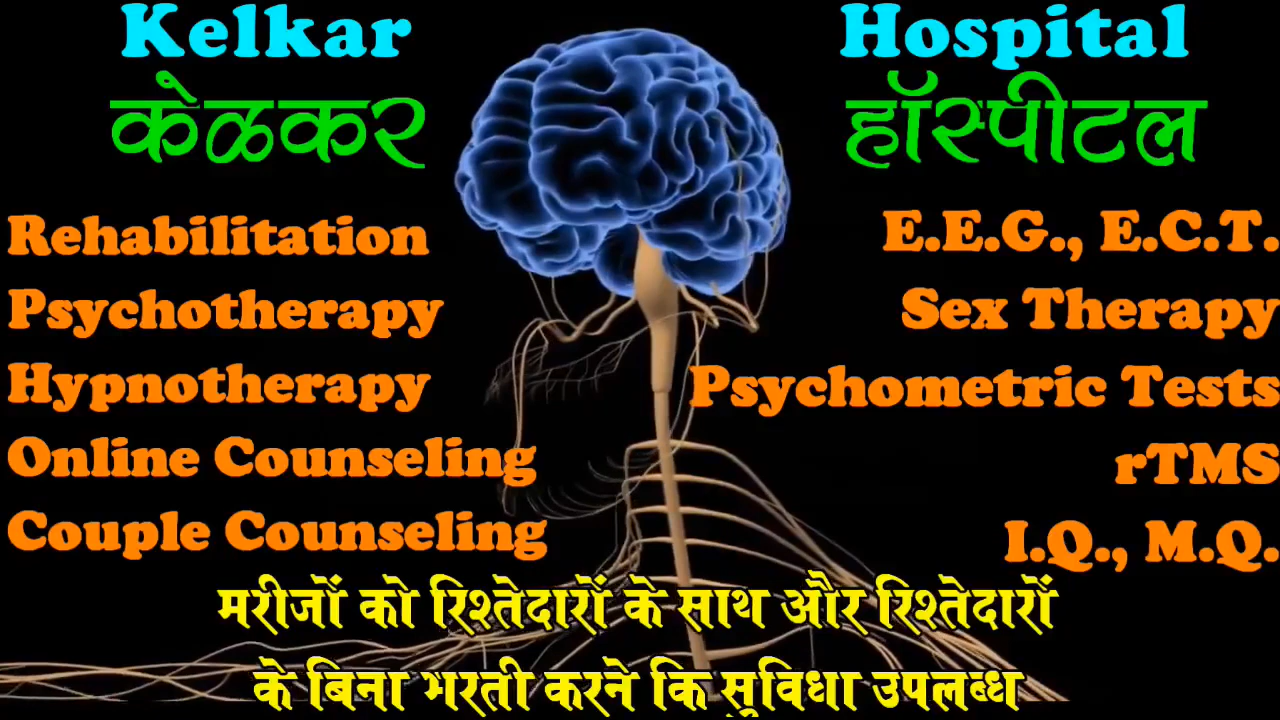 Kelkar Hospital
केळकर हॉस्पीटल
Rehabilitation
Psychotherapy
Hypnotherapy
Online Counseling
Couple Counseling
E.E.G., E.C.T.
Sex Therapy
Psychometric Tests
rTMS
I.Q., M.Q.
मरीजों को रिश्तेदारों के साथ और रिश्तेदारों
के बिना भरती करने कि सुविधा उपलब्ध